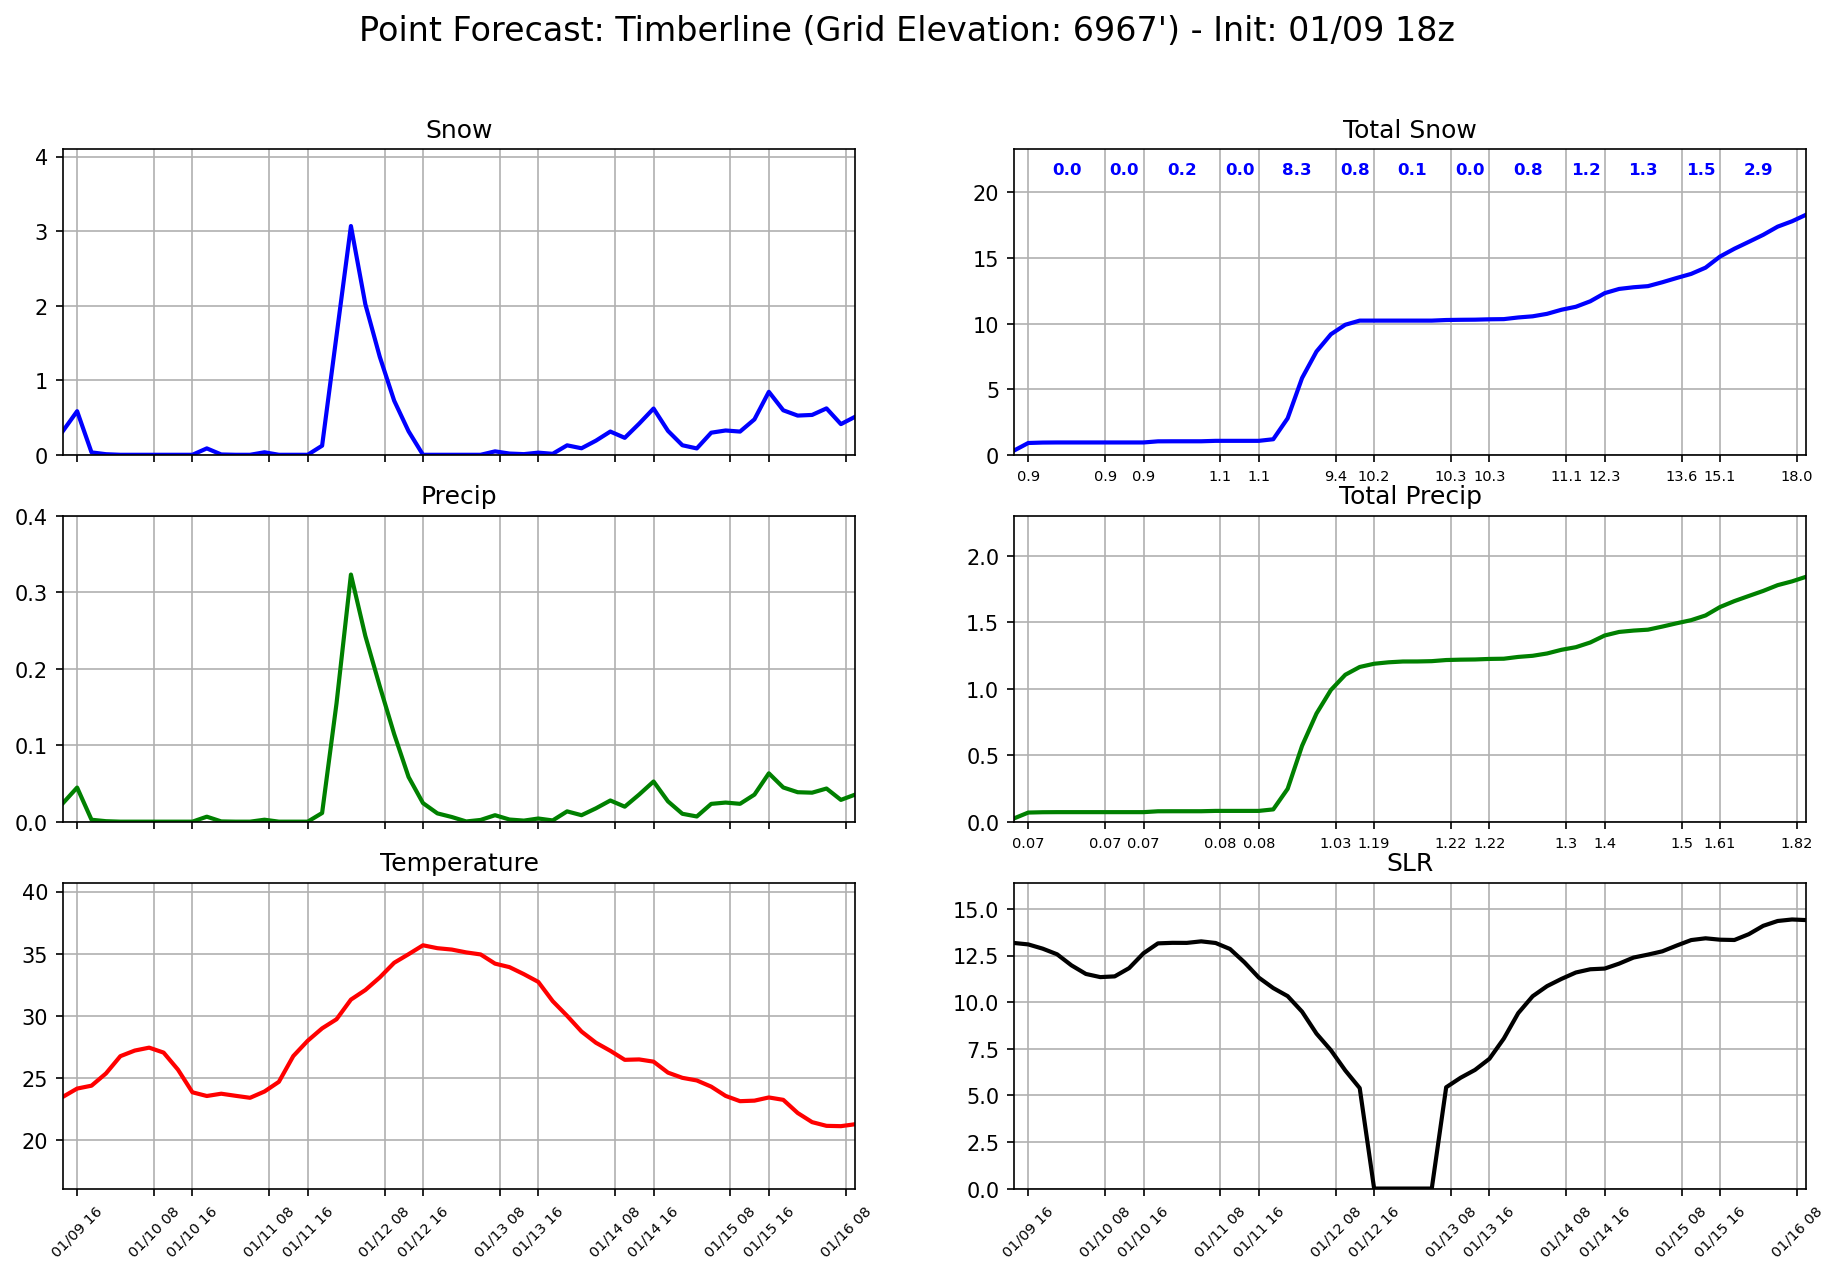 Point Forecast: Timberline (Grid Elevation: 6967') - Init: 01/09 18z
Snow
4
3
2
1
0
Total Snow
0.0 0.0 0.2 0.0 8.3 0.8 0.1 0.0 0.8 1.2 1.3 1.5 2.9
20
15
10
5
0
0.9 0.9 0.9 1.1 1.1 9.4 10.2 10.3 10.3 11.1 12.3 13.6 15.1 18.0
Precip
0.4
0.3
0.2
0.1
0.0
Total Precip
2.0
1.5
1.0
0.5
0.0
0.07 0.07 0.07 0.08 0.08 1.03 1.19 1.22 1.22 1.3 1.4 1.5 1.61 1.82
Temperature
40
35
30
25
20
01/09 16 01/10 08 01/10 16 01/11 08 01/11 16 01/12 08 01/12 16 01/13 08 01/13 16 01/14 08 01/14 16 01/15 08 01/15 16 01/16 08
SLR
15.0
12.5
10.0
7.5
5.0
2.5
0.0
01/09 16 01/10 08 01/10 16 01/11 08 01/11 16 01/12 08 01/12 16 01/13 08 01/13 16 01/14 08 01/14 16 01/15 08 01/15 16 01/16 08